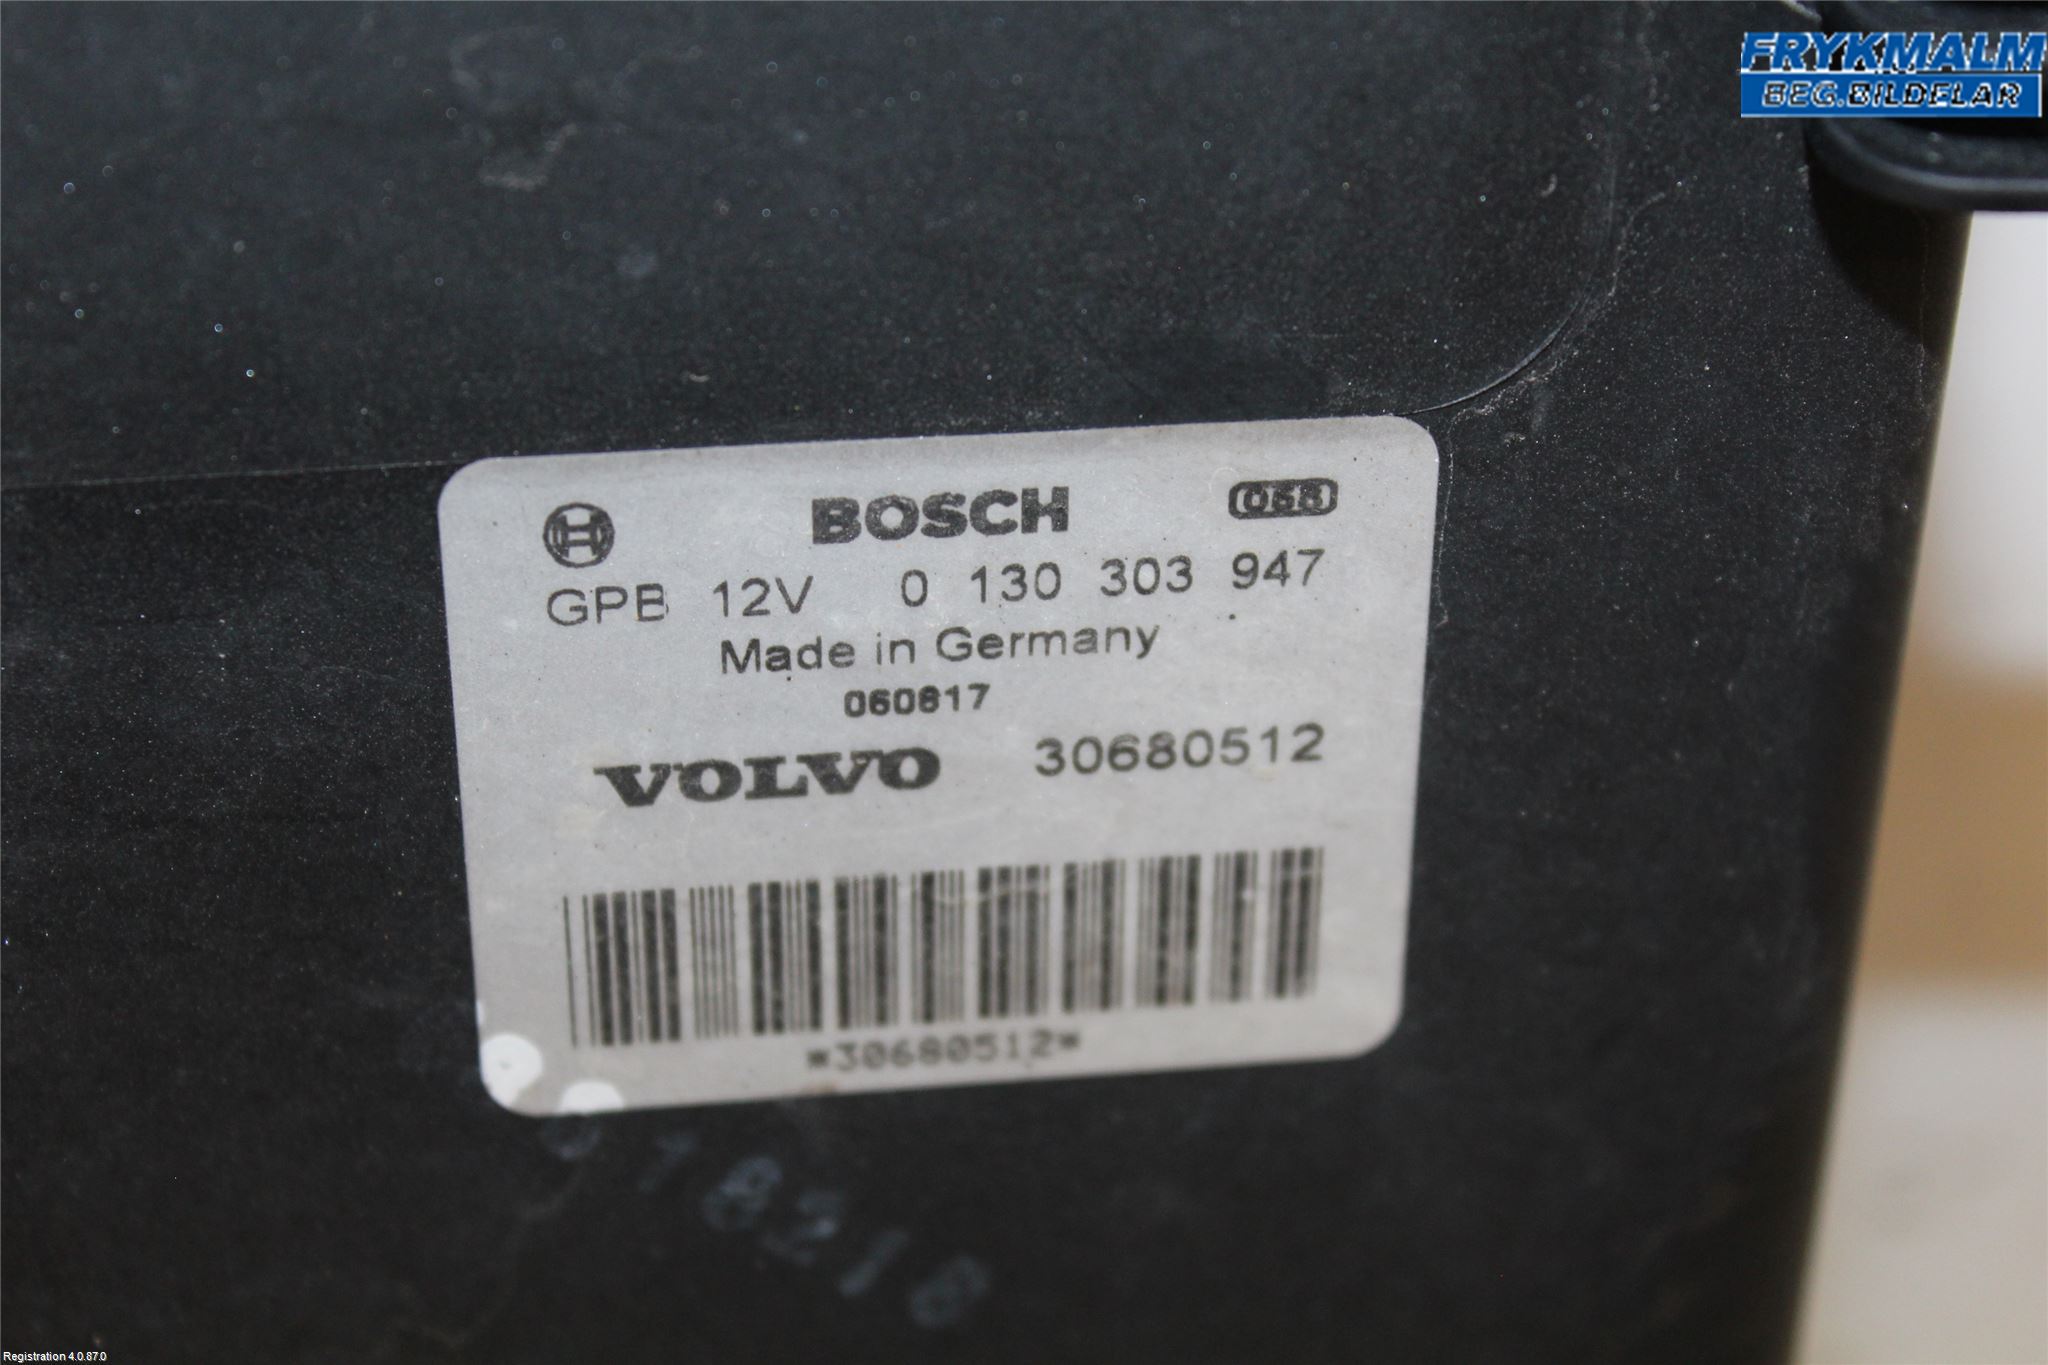 FRYKMALM
BEG.BILDELAR
BOSCH
GPB 12V 0 130 303 947
Made in Germany
060817
VOLVO 30680512
*30680512*
Registration 4.0.87.0